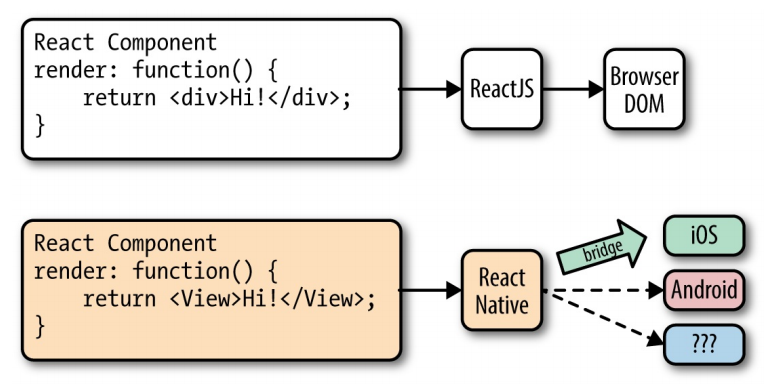 React Component
render: function() {
    return <div>Hi!</div>;
}
ReactJS
Browser
DOM
React Component
render: function() {
    return <View>Hi!</View>;
}
React
Native
bridge
iOS
Android
???